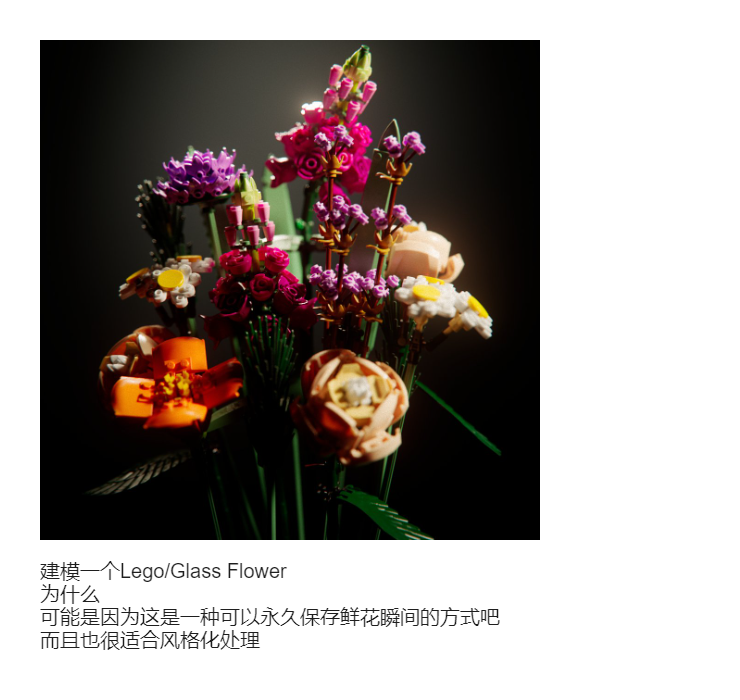 建模一个Lego/Glass Flower
为什么
可能是因为这是一种可以永久保存鲜花瞬间的方式吧
而且也很适合风格化处理